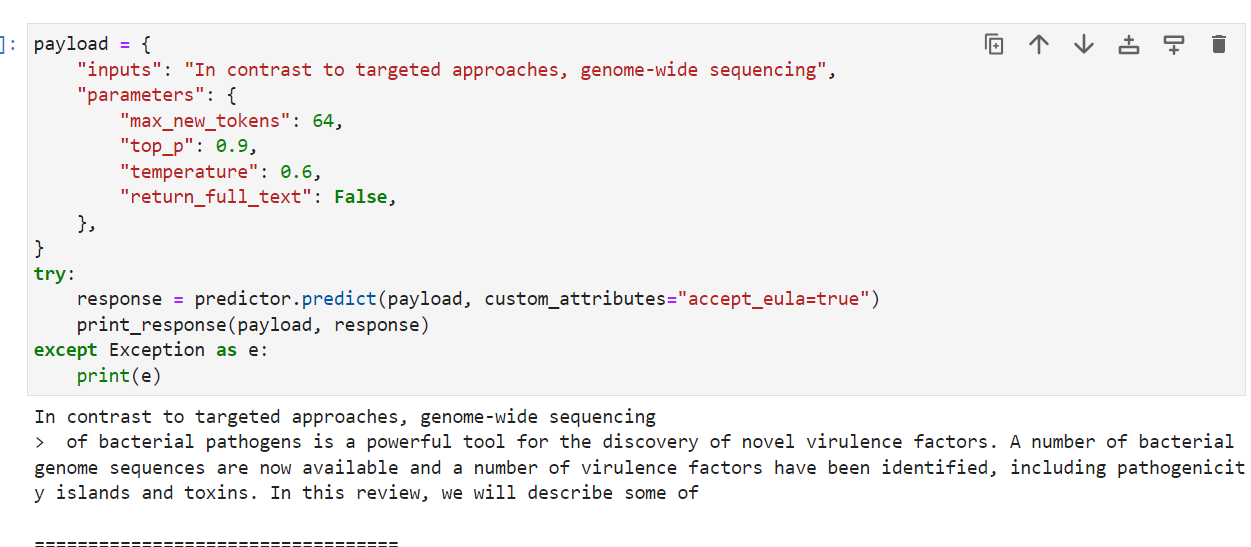 ]: payload = {
    "inputs": "In contrast to targeted approaches, genome-wide sequencing",
    "parameters": {
        "max_new_tokens": 64,
        "top_p": 0.9,
        "temperature": 0.6,
        "return_full_text": False,
    },
}
try:
    response = predictor.predict(payload, custom_attributes="accept_eula=true")
    print_response(payload, response)
except Exception as e:
    print(e)
In contrast to targeted approaches, genome-wide sequencing
>  of bacterial pathogens is a powerful tool for the discovery of novel virulence factors. A number of bacterial
genome sequences are now available and a number of virulence factors have been identified, including pathogenicit
y islands and toxins. In this review, we will describe some of
==================================